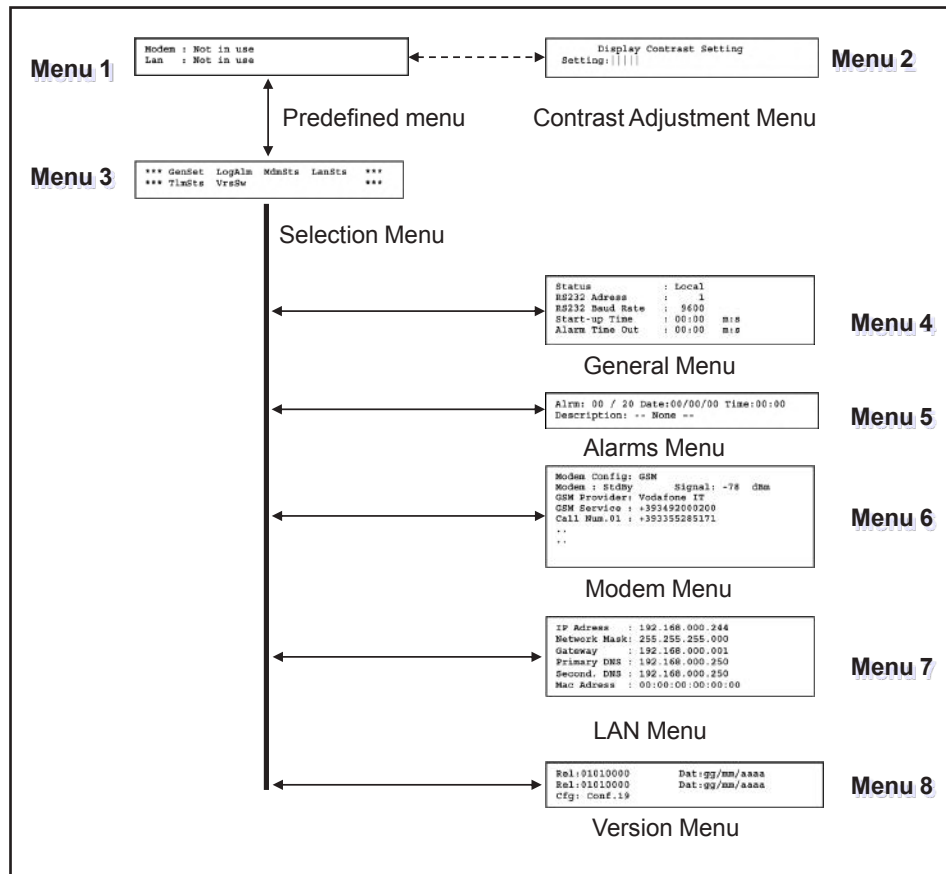 Menu 1
Modem : Not in use
Lan   : Not in use
Display Contrast Setting
Setting:|||||
Menu 2
Predefined menu
Contrast Adjustment Menu
Menu 3
*** GenSet LogAlm MdmSts LanSts ***
*** TlmSts VrsSw ***
Selection Menu
Status : Local
RS232 Adress : 1
RS232 Baud Rate : 9600
Start-up Time : 00:00 m:s
Alarm Time Out : 00:00 m:s
Menu 4
General Menu
Alrm: 00 / 20 Date:00/00/00 Time:00:00
Description: -- None --
Menu 5
Alarms Menu
Modem Config: GSM
Modem : StdBy Signal: -78 dBm
GSM Provider: Vodafone IT
GSM Service : +393492000200
Call Num.01 : +393355285171
..
..
Menu 6
Modem Menu
IP Adress : 192.168.000.244
Network Mask: 255.255.255.000
Gateway : 192.168.000.001
Primary DNS : 192.168.000.250
Second. DNS : 192.168.000.250
Mac Adress : 00:00:00:00:00:00
Menu 7
LAN Menu
Rel:01010000 Dat:gg/mm/aaaa
Rel:01010000 Dat:gg/mm/aaaa
Cfg: Conf.19
Menu 8
Version Menu